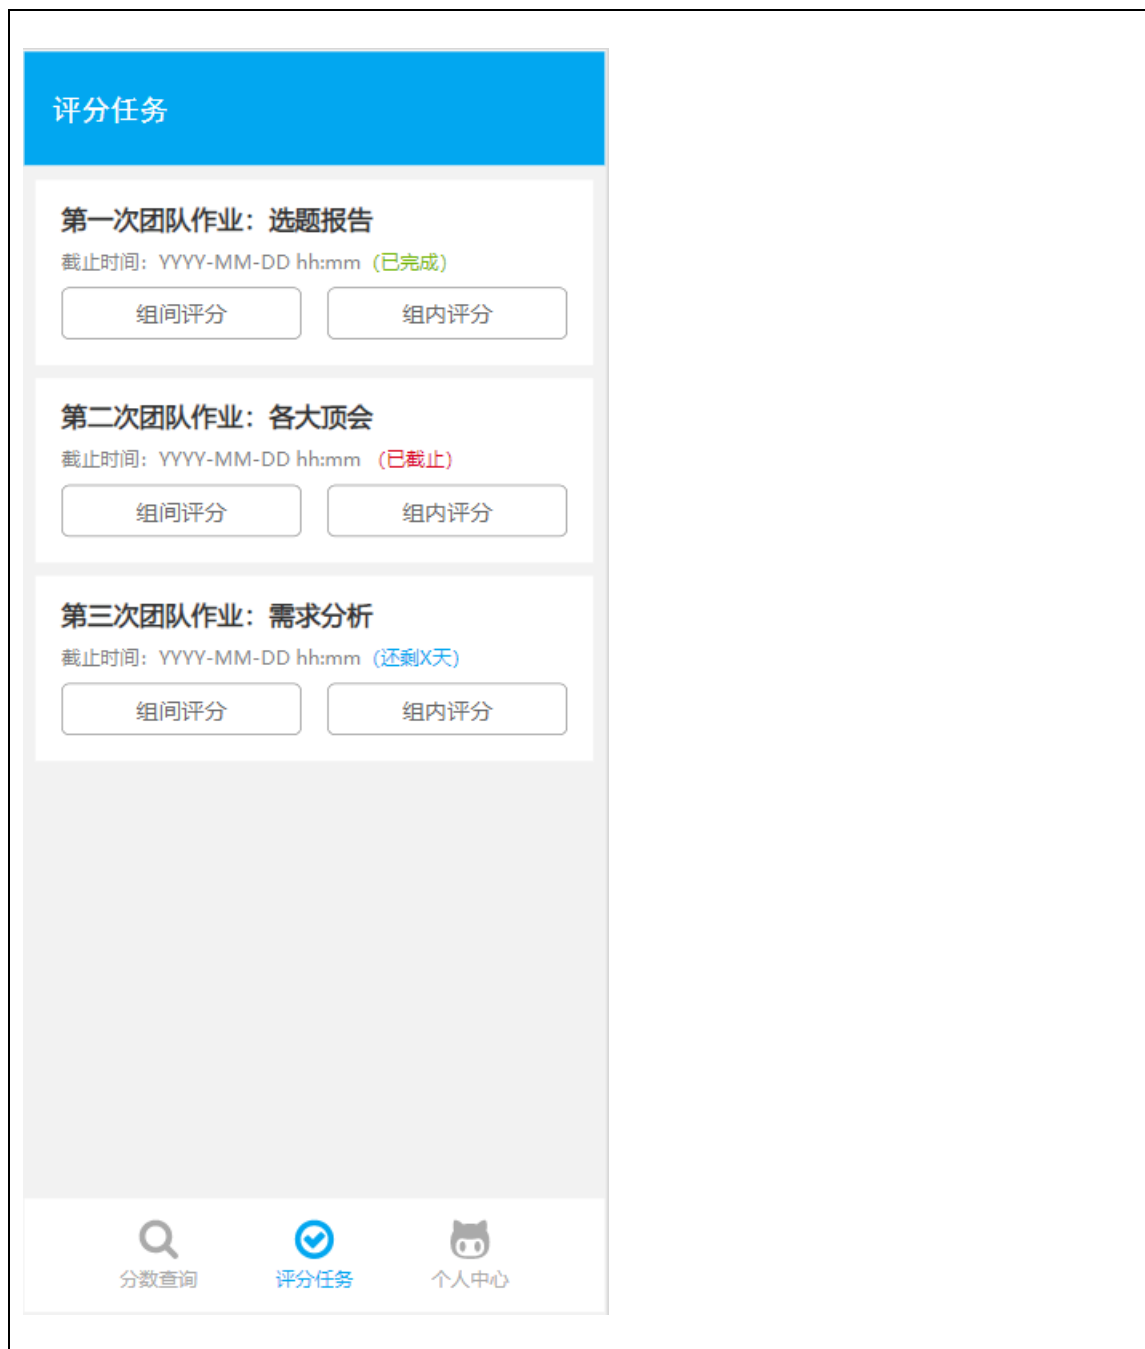 评分任务
第一次团队作业：选题报告
截止时间：YYYY-MM-DD hh:mm (已完成)
组间评分 组内评分
第二次团队作业：各大顶会
截止时间：YYYY-MM-DD hh:mm (已截止)
组间评分 组内评分
第三次团队作业：需求分析
截止时间：YYYY-MM-DD hh:mm (还剩X天)
组间评分 组内评分
分数查询 评分任务 个人中心